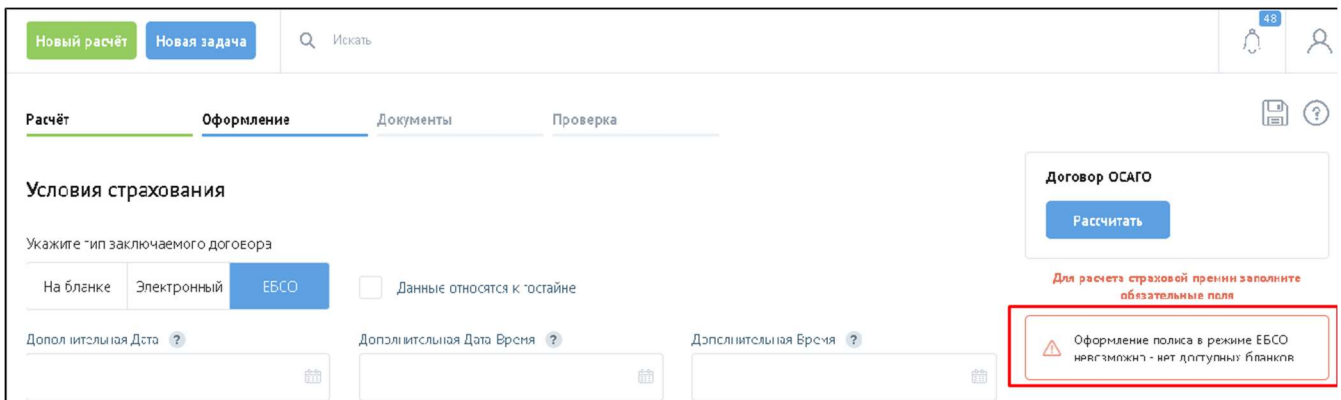 Новый расчёт Новая задача Искать 48
Расчёт Оформление Документы Проверка
Условия страхования
Договор ОСАГО
Рассчитать
Укажите тип заключаемого договора
Для расчета страховой премии заполните
обязательные поля
На бланке Электронный ЕБСО Данные относятся к гостайне
Оформление полиса в режиме ЕБСО
невозможно - нет доступных бланков
Дополнительная Дата ? Дополнительная Дата Время ? Дополнительная Время ?